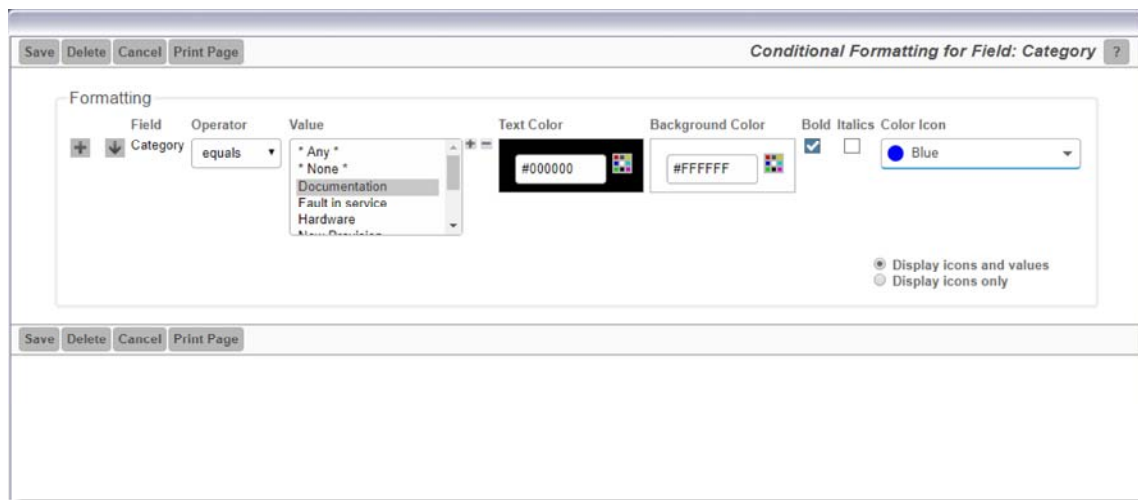 Save Delete Cancel Print Page Conditional Formatting for Field: Category ?
Formatting
Field Operator Value Text Color Background Color Bold Italics Color Icon
Category equals * Any * #000000 #FFFFFF Blue
* None *
Documentation
Fault in service
Hardware
New Provision
Display icons and values
Display icons only
Save Delete Cancel Print Page